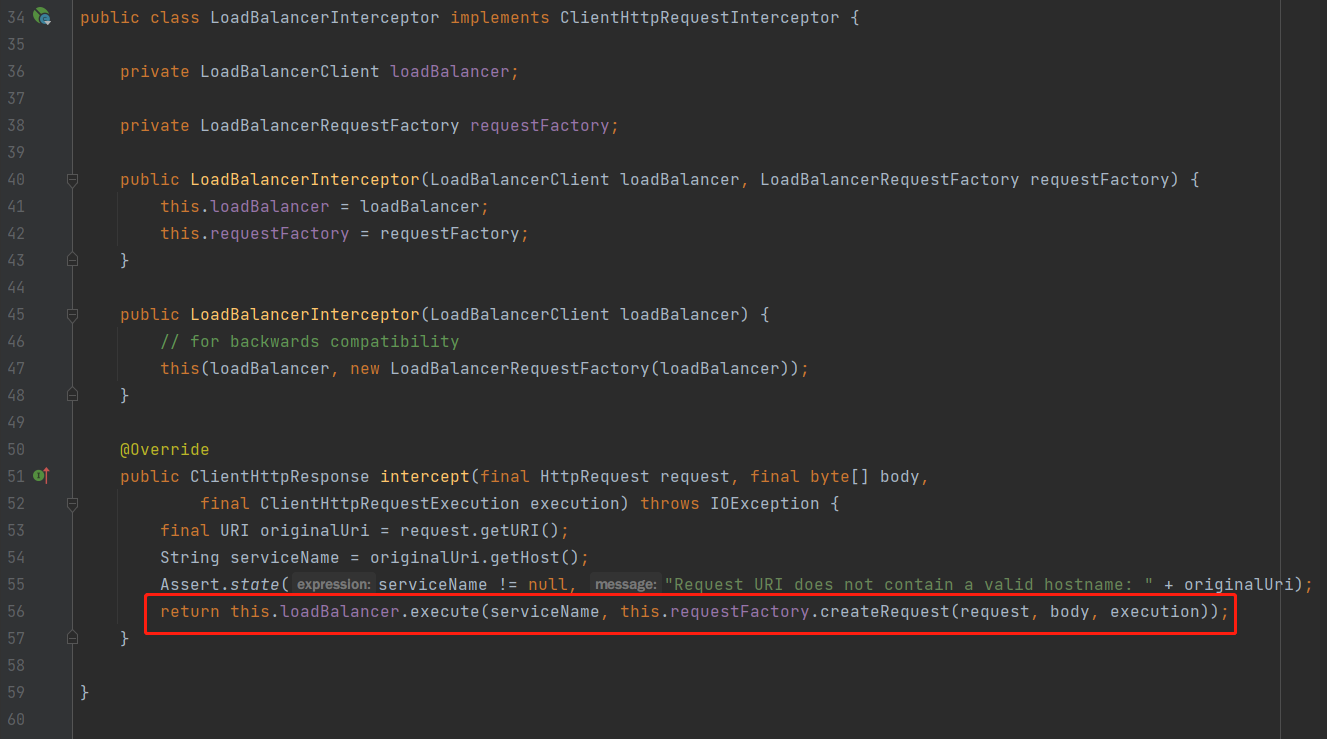 34 public class LoadBalancerInterceptor implements ClientHttpRequestInterceptor {
35
36     private LoadBalancerClient loadBalancer;
37
38     private LoadBalancerRequestFactory requestFactory;
39
40     public LoadBalancerInterceptor(LoadBalancerClient loadBalancer, LoadBalancerRequestFactory requestFactory) {
41         this.loadBalancer = loadBalancer;
42         this.requestFactory = requestFactory;
43     }
44
45     public LoadBalancerInterceptor(LoadBalancerClient loadBalancer) {
46         // for backwards compatibility
47         this(loadBalancer, new LoadBalancerRequestFactory(loadBalancer));
48     }
49
50     @Override
51     public ClientHttpResponse intercept(final HttpRequest request, final byte[] body,
52             final ClientHttpRequestExecution execution) throws IOException {
53         final URI originalUri = request.getURI();
54         String serviceName = originalUri.getHost();
55         Assert.state( expression: serviceName != null, message: "Request URI does not contain a valid hostname: " + originalUri);
56         return this.loadBalancer.execute(serviceName, this.requestFactory.createRequest(request, body, execution));
57     }
58
59 }
60